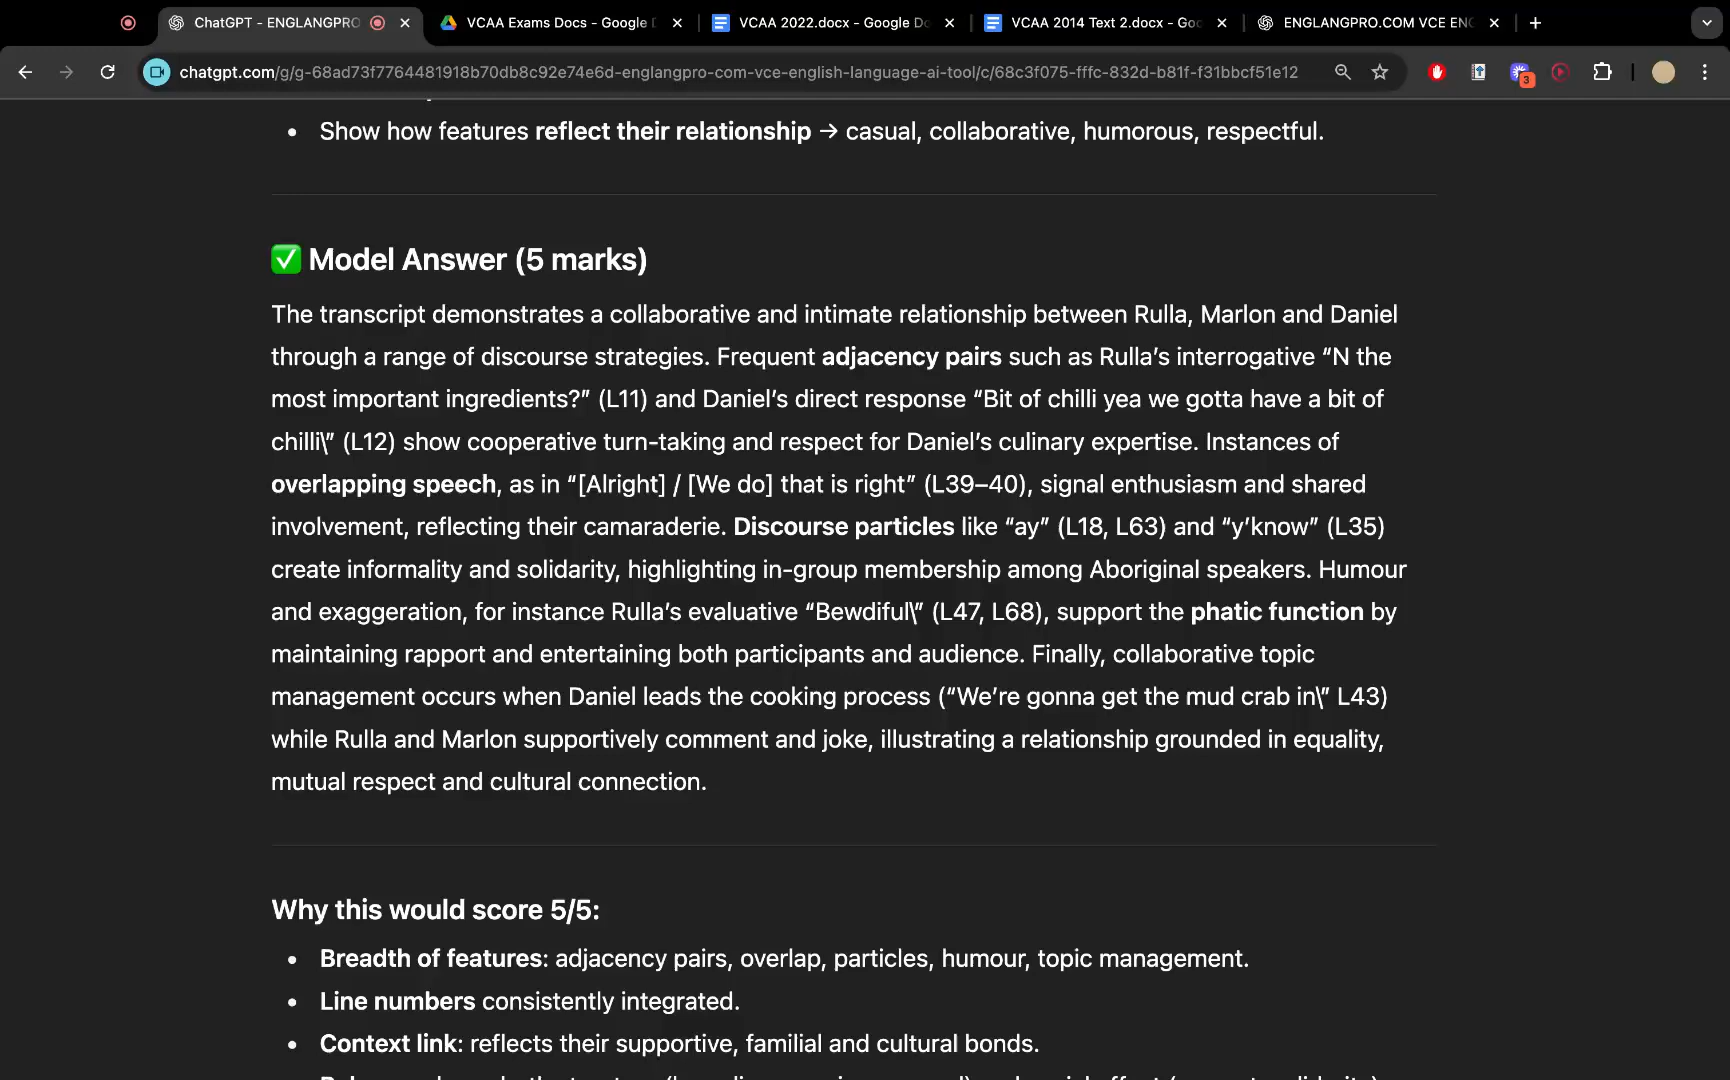 ChatGPT - ENGLANGPRO
VCAA Exams Docs - Google D
VCAA 2022.docx - Google Do
VCAA 2014 Text 2.docx - Goo
ENGLANGPRO.COM VCE ENG
chatgpt.com/g/g-68ad73f7764481918b70db8c92e74e6d-englangpro-com-vce-english-language-ai-tool/c/68c3f075-fffc-832d-b81f-f31bbcf51e12
3
• Show how features reflect their relationship → casual, collaborative, humorous, respectful.
✅ Model Answer (5 marks)
The transcript demonstrates a collaborative and intimate relationship between Rulla, Marlon and Daniel
through a range of discourse strategies. Frequent adjacency pairs such as Rulla’s interrogative “N the
most important ingredients?” (L11) and Daniel’s direct response “Bit of chilli yea we gotta have a bit of
chilli\” (L12) show cooperative turn-taking and respect for Daniel’s culinary expertise. Instances of
overlapping speech, as in “[Alright] / [We do] that is right” (L39–40), signal enthusiasm and shared
involvement, reflecting their camaraderie. Discourse particles like “ay” (L18, L63) and “y’know” (L35)
create informality and solidarity, highlighting in-group membership among Aboriginal speakers. Humour
and exaggeration, for instance Rulla’s evaluative “Bewdiful\” (L47, L68), support the phatic function by
maintaining rapport and entertaining both participants and audience. Finally, collaborative topic
management occurs when Daniel leads the cooking process (“We’re gonna get the mud crab in\” L43)
while Rulla and Marlon supportively comment and joke, illustrating a relationship grounded in equality,
mutual respect and cultural connection.
Why this would score 5/5:
• Breadth of features: adjacency pairs, overlap, particles, humour, topic management.
• Line numbers consistently integrated.
• Context link: reflects their supportive, familial and cultural bonds.